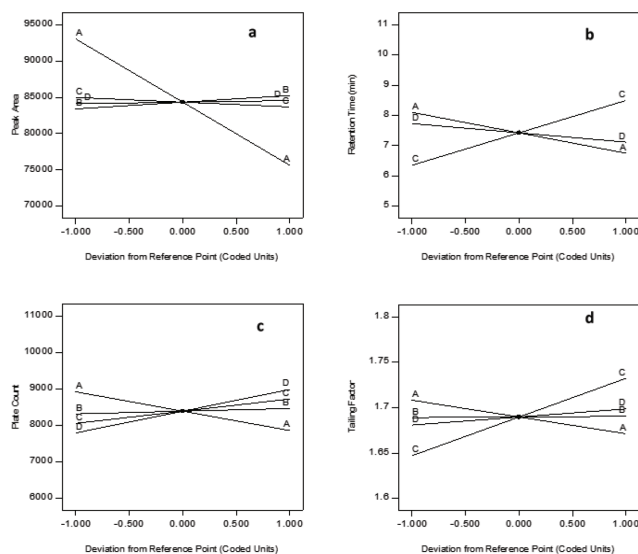 a
95000
90000
85000
80000
75000
70000
Peak Area
A
C
D
B
B
D
C
A
-1.000 -0.500 0.000 0.500 1.000
Deviation from Reference Point (Coded Units)
b
11
10
9
8
7
6
5
Retention Time (min)
A
D
C
C
D
A
-1.000 -0.500 0.000 0.500 1.000
Deviation from Reference Point (Coded Units)
c
11000
10000
9000
8000
7000
6000
Plate Count
A
B
C
D
D
C
B
A
-1.000 -0.500 0.000 0.500 1.000
Deviation from Reference Point (Coded Units)
d
1.8
1.75
1.7
1.65
1.6
Tailing Factor
A
B
D
C
C
D
B
A
-1.000 -0.500 0.000 0.500 1.000
Deviation from Reference Point (Coded Units)